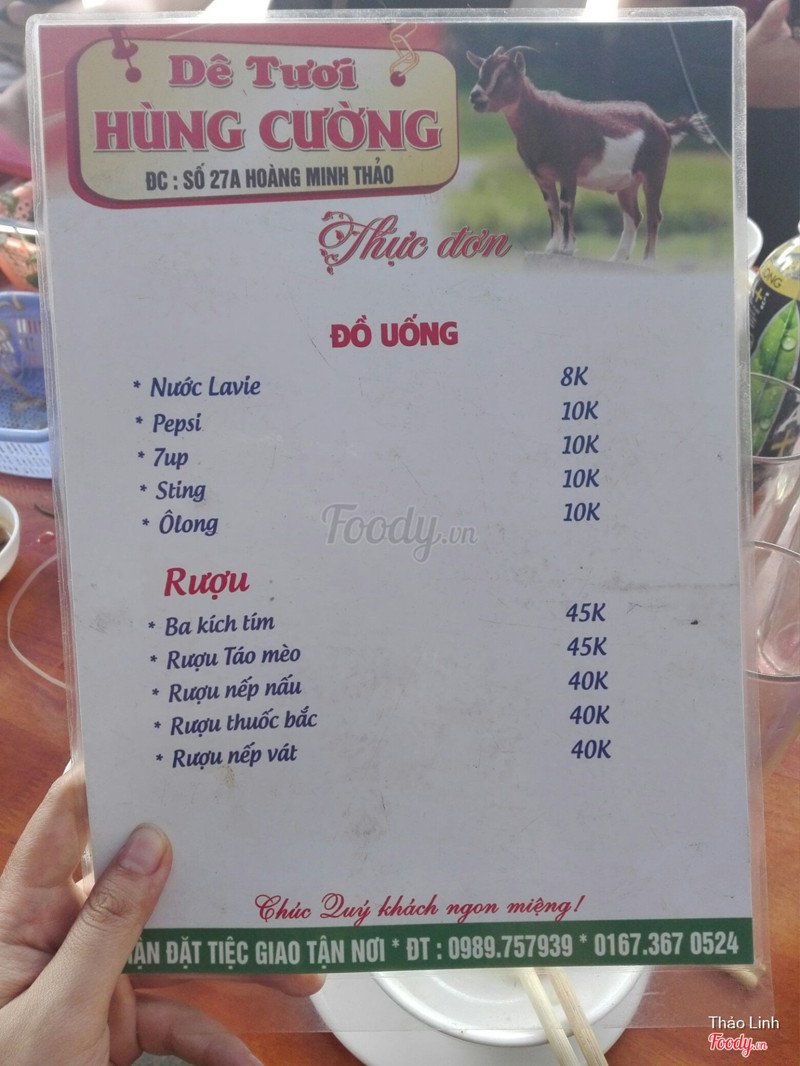 Dê Tươi
HÙNG CƯỜNG
ĐC : SỐ 27A HOÀNG MINH THẢO
Thực đơn
ĐỒ UỐNG
* Nước Lavie 8K
* Pepsi 10K
* 7up 10K
* Sting 10K
* Ôlong 10K
Foody.vn
Rượu
* Ba kích tím 45K
* Rượu Táo mèo 45K
* Rượu nếp nấu 40K
* Rượu thuốc bắc 40K
* Rượu nếp vát 40K
Chúc Quý khách ngon miệng!
ĐẶT TIỆC GIAO TẬN NƠI * ĐT : 0989.757939 * 0167.367 0524
Thảo Linh
Foody.vn